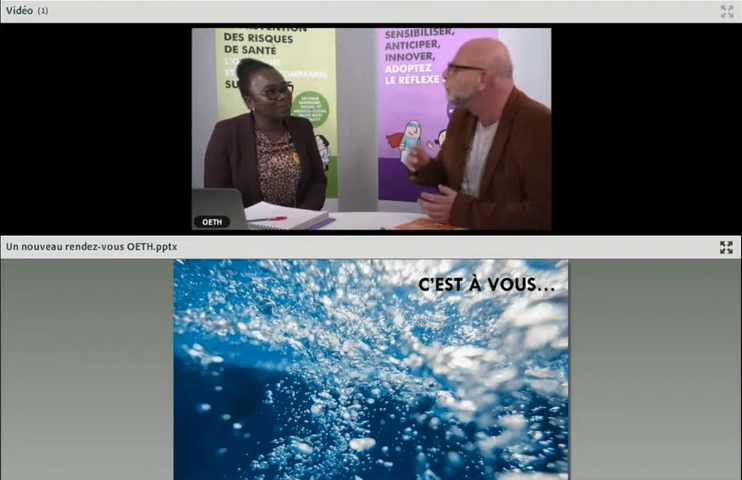 Vidéo (1)
PRÉVENTION
DES RISQUES
DE SANTÉ
SENSIBILISER,
ANTICIPER,
INNOVER,
ADOPTEZ
LE RÉFLEXE
OETH
Un nouveau rendez-vous OETH.pptx
C'EST À VOUS...